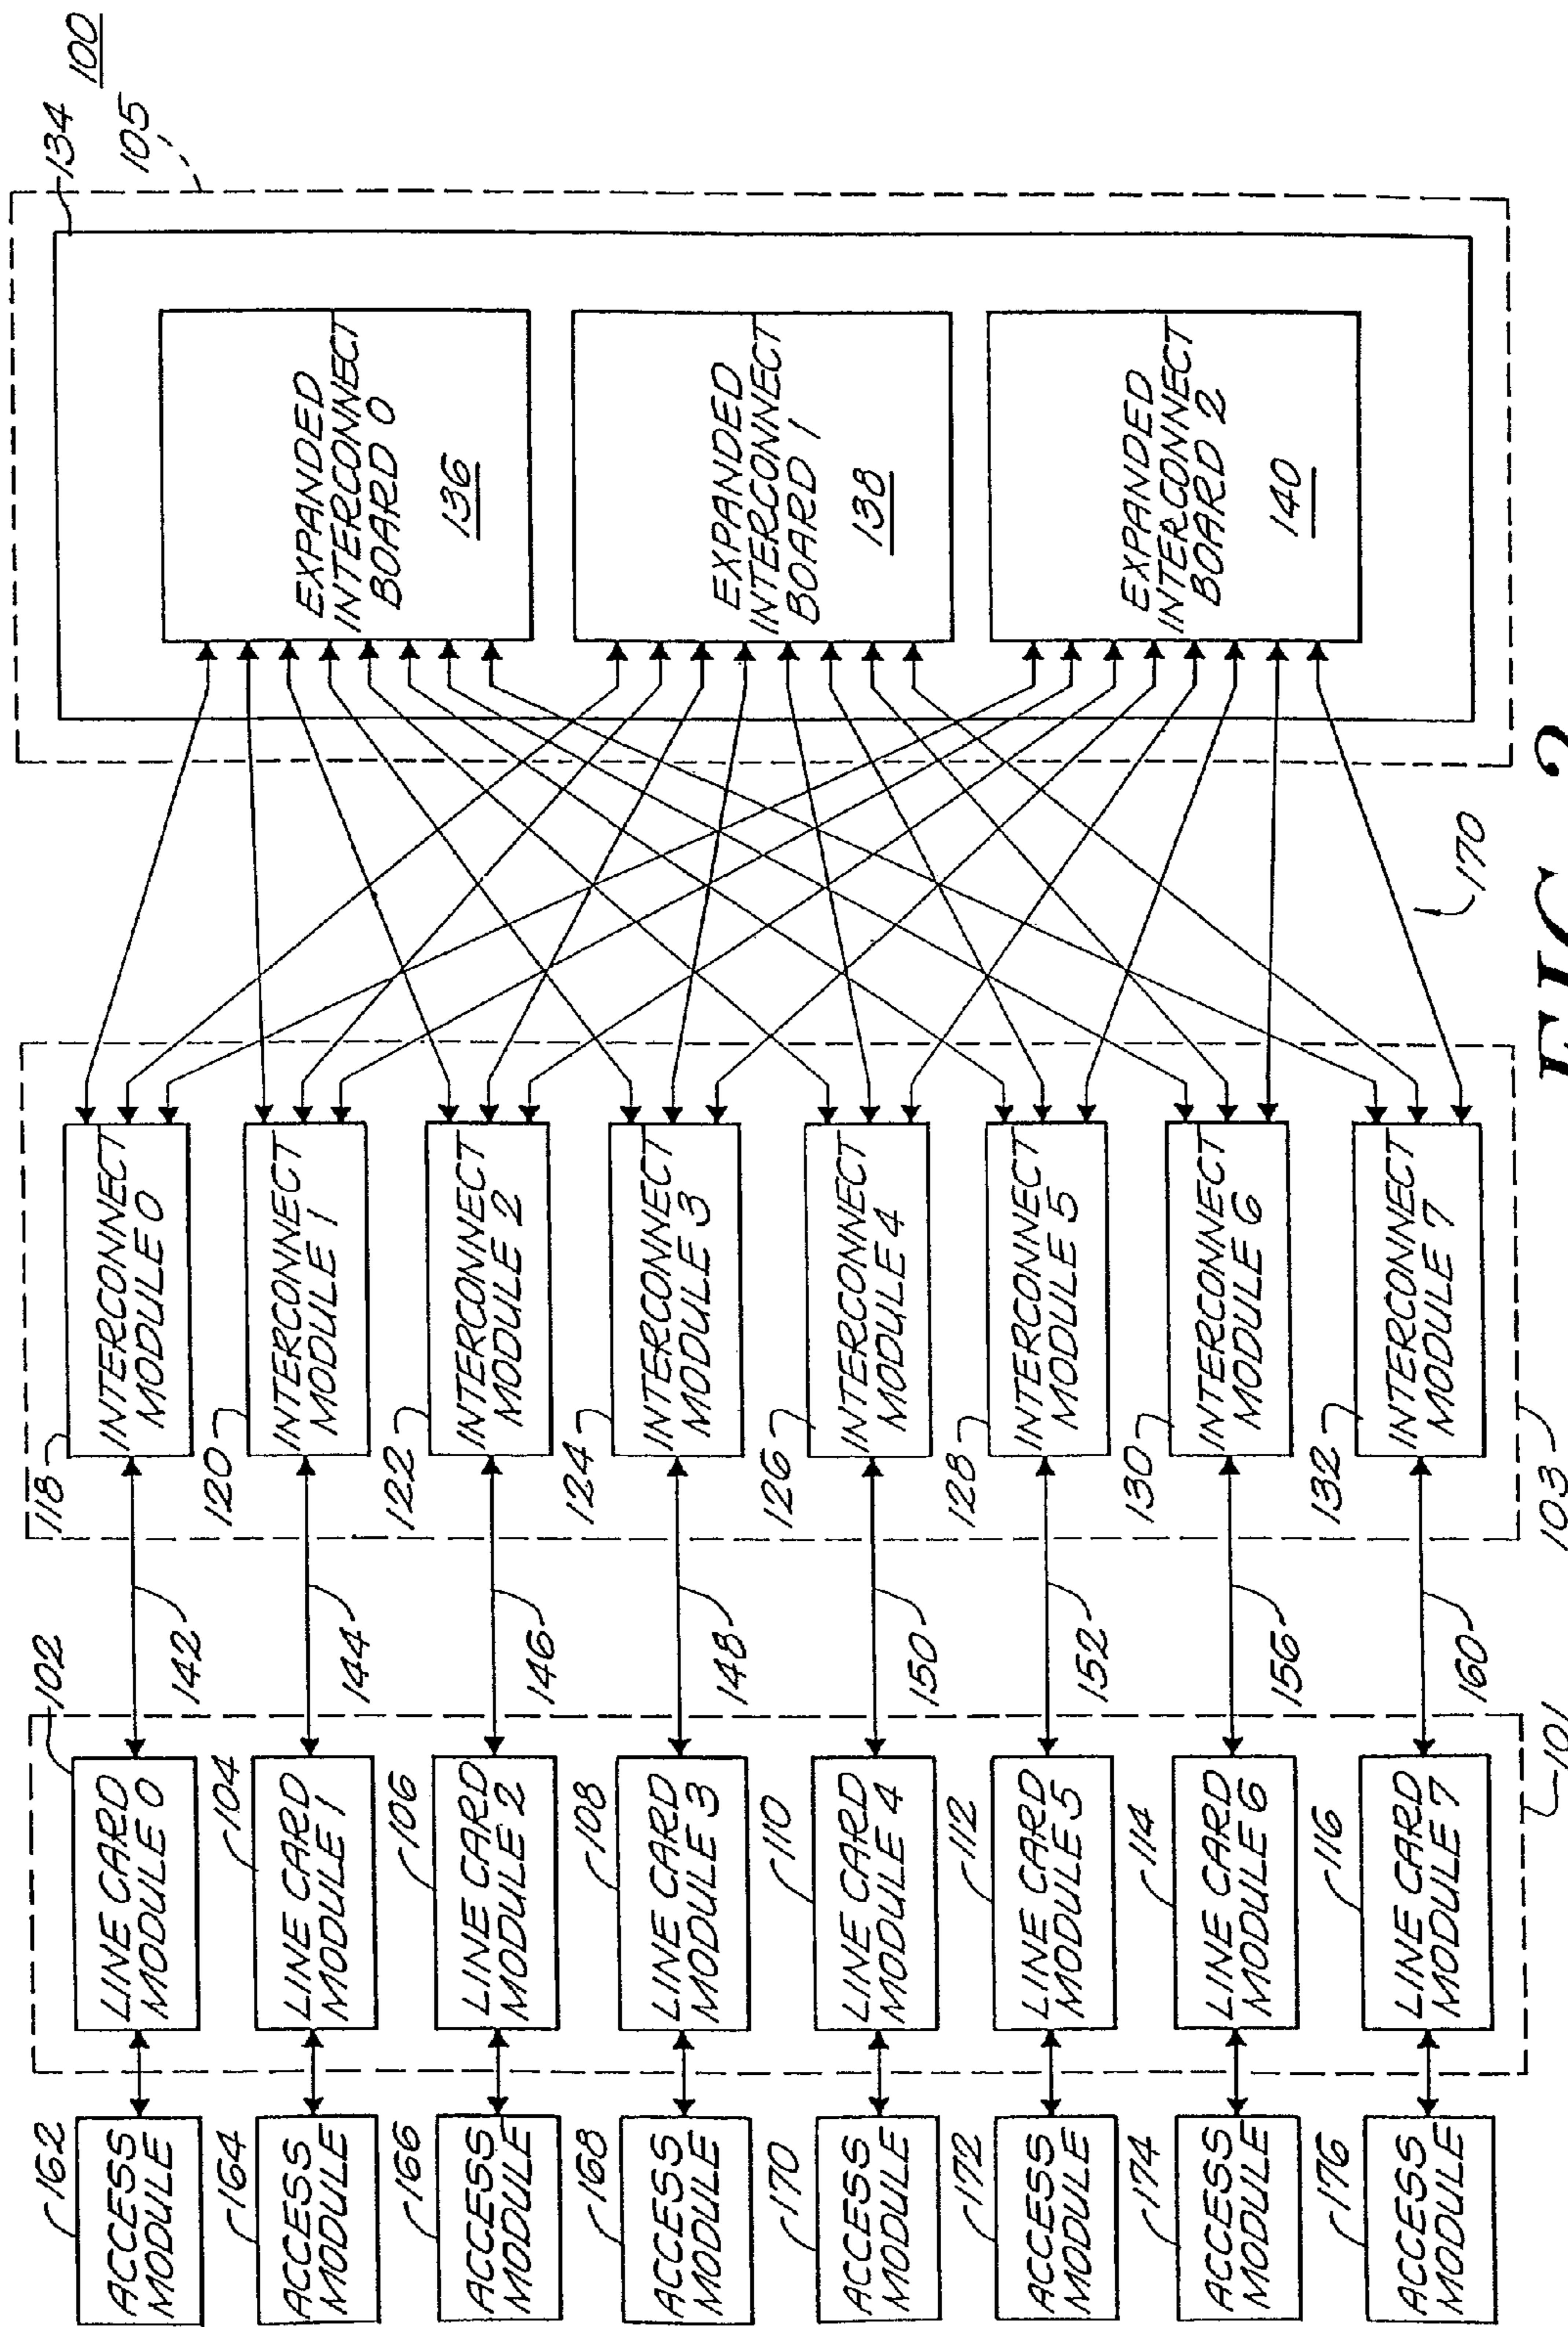 100
105
134
EXPANDED
INTERCONNECT
BOARD 0
136
EXPANDED
INTERCONNECT
BOARD 1
138
EXPANDED
INTERCONNECT
BOARD 2
140
170
INTERCONNECT
MODULE 0
118
INTERCONNECT
MODULE 1
120
INTERCONNECT
MODULE 2
122
INTERCONNECT
MODULE 3
124
INTERCONNECT
MODULE 4
126
INTERCONNECT
MODULE 5
128
INTERCONNECT
MODULE 6
130
INTERCONNECT
MODULE 7
132
103
142
144
146
148
150
152
156
160
102
LINE CARD
MODULE 0
104
LINE CARD
MODULE 1
106
LINE CARD
MODULE 2
108
LINE CARD
MODULE 3
110
LINE CARD
MODULE 4
112
LINE CARD
MODULE 5
114
LINE CARD
MODULE 6
116
LINE CARD
MODULE 7
101
162
ACCESS
MODULE
164
ACCESS
MODULE
166
ACCESS
MODULE
168
ACCESS
MODULE
170
ACCESS
MODULE
172
ACCESS
MODULE
174
ACCESS
MODULE
176
ACCESS
MODULE